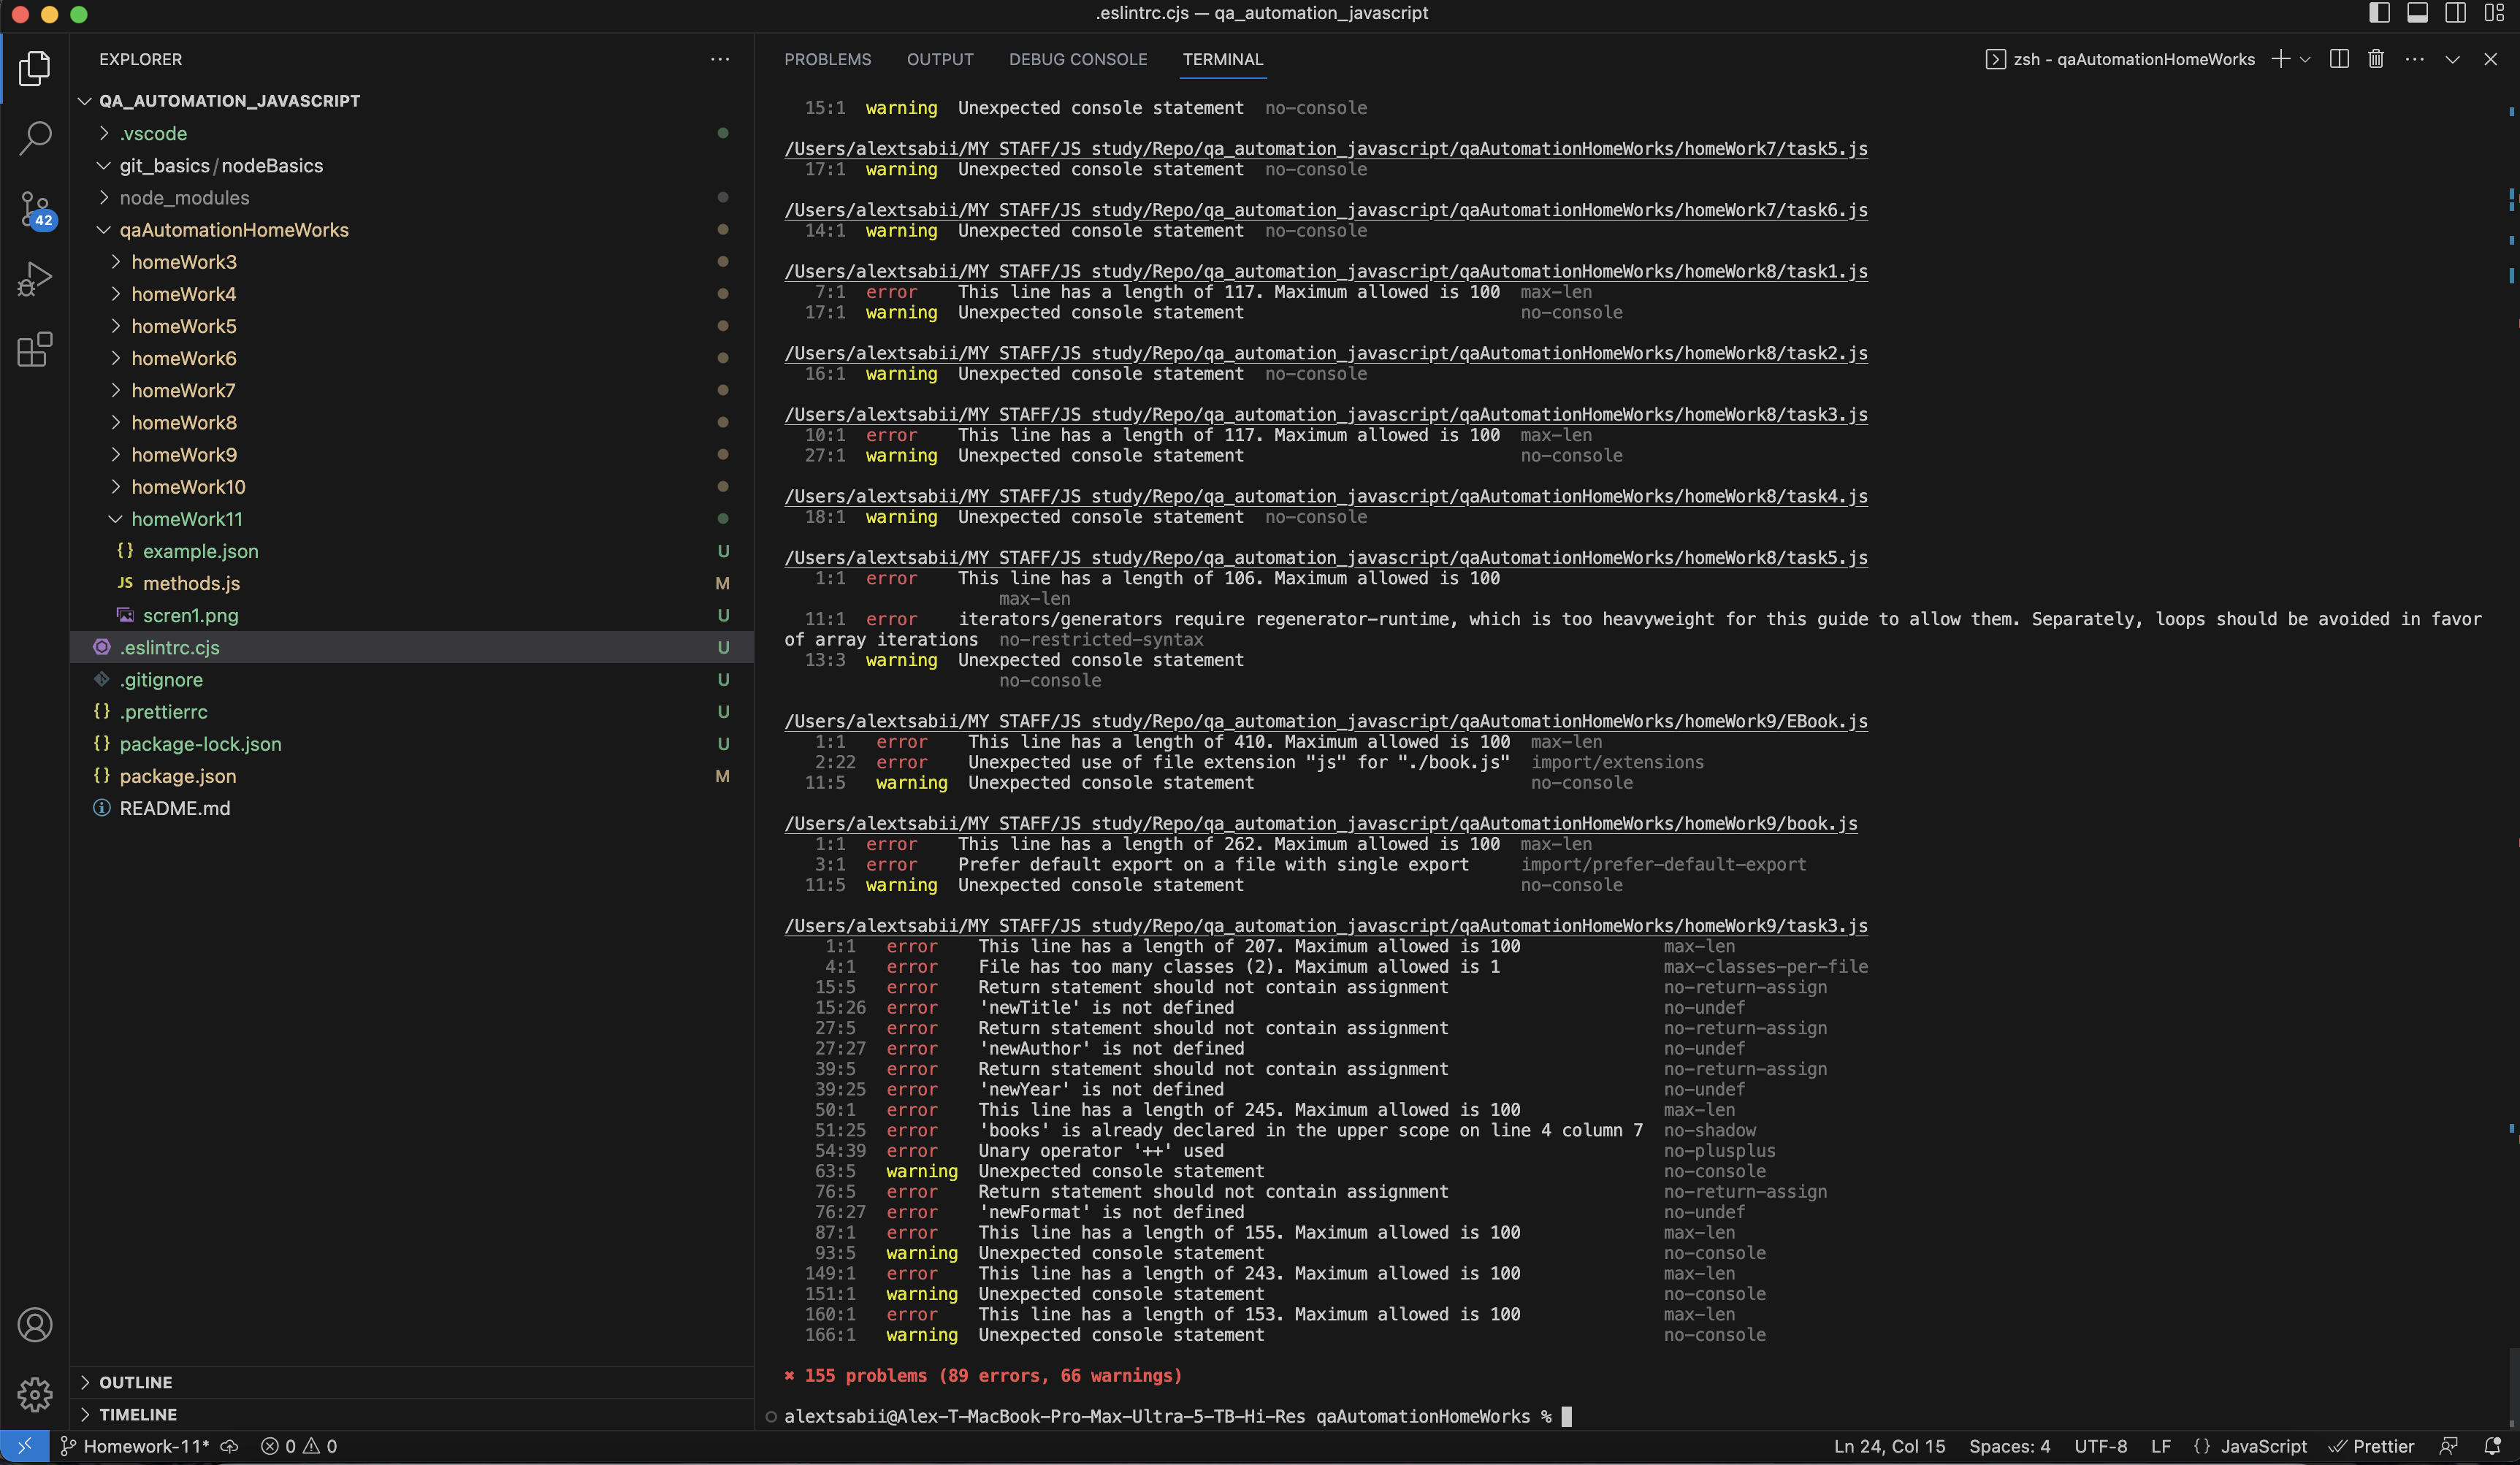 .eslintrc.cjs — qa_automation_javascript
EXPLORER
QA_AUTOMATION_JAVASCRIPT
.vscode
git_basics / nodeBasics
node_modules
qaAutomationHomeWorks
homeWork3
homeWork4
homeWork5
homeWork6
homeWork7
homeWork8
homeWork9
homeWork10
homeWork11
{} example.json U
JS methods.js M
scren1.png U
.eslintrc.cjs U
.gitignore U
{} .prettierrc U
{} package-lock.json U
{} package.json M
README.md
42
OUTLINE
TIMELINE
PROBLEMS OUTPUT DEBUG CONSOLE TERMINAL
zsh - qaAutomationHomeWorks
15:1 warning Unexpected console statement no-console
/Users/alextsabii/MY STAFF/JS study/Repo/qa_automation_javascript/qaAutomationHomeWorks/homeWork7/task5.js
17:1 warning Unexpected console statement no-console
/Users/alextsabii/MY STAFF/JS study/Repo/qa_automation_javascript/qaAutomationHomeWorks/homeWork7/task6.js
14:1 warning Unexpected console statement no-console
/Users/alextsabii/MY STAFF/JS study/Repo/qa_automation_javascript/qaAutomationHomeWorks/homeWork8/task1.js
7:1 error This line has a length of 117. Maximum allowed is 100 max-len
17:1 warning Unexpected console statement no-console
/Users/alextsabii/MY STAFF/JS study/Repo/qa_automation_javascript/qaAutomationHomeWorks/homeWork8/task2.js
16:1 warning Unexpected console statement no-console
/Users/alextsabii/MY STAFF/JS study/Repo/qa_automation_javascript/qaAutomationHomeWorks/homeWork8/task3.js
10:1 error This line has a length of 117. Maximum allowed is 100 max-len
27:1 warning Unexpected console statement no-console
/Users/alextsabii/MY STAFF/JS study/Repo/qa_automation_javascript/qaAutomationHomeWorks/homeWork8/task4.js
18:1 warning Unexpected console statement no-console
/Users/alextsabii/MY STAFF/JS study/Repo/qa_automation_javascript/qaAutomationHomeWorks/homeWork8/task5.js
1:1 error This line has a length of 106. Maximum allowed is 100
max-len
11:1 error iterators/generators require regenerator-runtime, which is too heavyweight for this guide to allow them. Separately, loops should be avoided in favor
of array iterations no-restricted-syntax
13:3 warning Unexpected console statement
no-console
/Users/alextsabii/MY STAFF/JS study/Repo/qa_automation_javascript/qaAutomationHomeWorks/homeWork9/EBook.js
1:1 error This line has a length of 410. Maximum allowed is 100 max-len
2:22 error Unexpected use of file extension "js" for "./book.js" import/extensions
11:5 warning Unexpected console statement no-console
/Users/alextsabii/MY STAFF/JS study/Repo/qa_automation_javascript/qaAutomationHomeWorks/homeWork9/book.js
1:1 error This line has a length of 262. Maximum allowed is 100 max-len
3:1 error Prefer default export on a file with single export import/prefer-default-export
11:5 warning Unexpected console statement no-console
/Users/alextsabii/MY STAFF/JS study/Repo/qa_automation_javascript/qaAutomationHomeWorks/homeWork9/task3.js
1:1 error This line has a length of 207. Maximum allowed is 100 max-len
4:1 error File has too many classes (2). Maximum allowed is 1 max-classes-per-file
15:5 error Return statement should not contain assignment no-return-assign
15:26 error 'newTitle' is not defined no-undef
27:5 error Return statement should not contain assignment no-return-assign
27:27 error 'newAuthor' is not defined no-undef
39:5 error Return statement should not contain assignment no-return-assign
39:25 error 'newYear' is not defined no-undef
50:1 error This line has a length of 245. Maximum allowed is 100 max-len
51:25 error 'books' is already declared in the upper scope on line 4 column 7 no-shadow
54:39 error Unary operator '++' used no-plusplus
63:5 warning Unexpected console statement no-console
76:5 error Return statement should not contain assignment no-return-assign
76:27 error 'newFormat' is not defined no-undef
87:1 error This line has a length of 155. Maximum allowed is 100 max-len
93:5 warning Unexpected console statement no-console
149:1 error This line has a length of 243. Maximum allowed is 100 max-len
151:1 warning Unexpected console statement no-console
160:1 error This line has a length of 153. Maximum allowed is 100 max-len
166:1 warning Unexpected console statement no-console
✖ 155 problems (89 errors, 66 warnings)
alextsabii@Alex-T-MacBook-Pro-Max-Ultra-5-TB-Hi-Res qaAutomationHomeWorks %
Homework-11* 0 0 Ln 24, Col 15 Spaces: 4 UTF-8 LF {} JavaScript Prettier